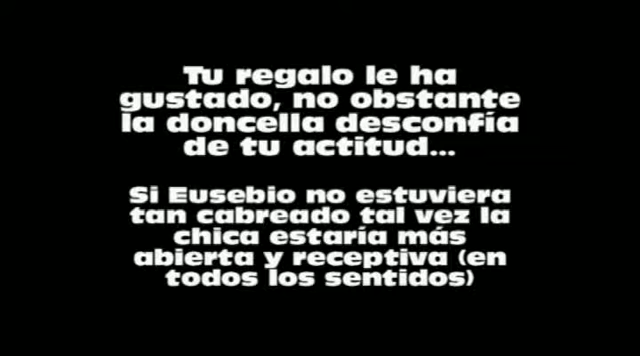 Tu regalo le ha
gustado, no obstante
la doncella desconfía
de tu actitud...
Si Eusebio no estuviera
tan cabreado tal vez la
chica estaría más
abierta y receptiva (en
todos los sentidos)